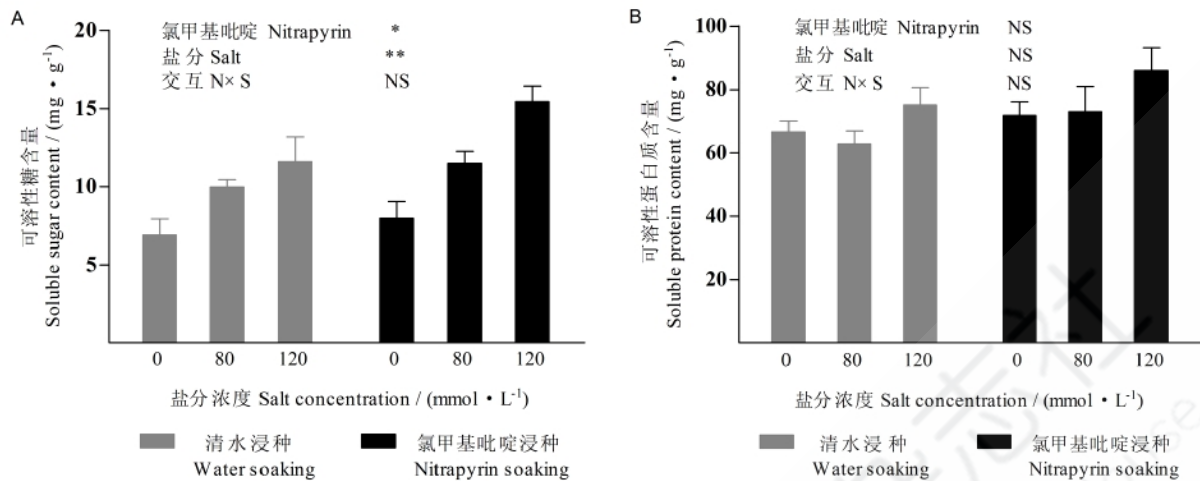 A
氯甲基吡啶 Nitrapyrin *
盐分 Salt **
交互 N× S NS
可溶性糖含量
Soluble sugar content / (mg·g⁻¹)
20
15
10
5
0 80 120 0 80 120
盐分浓度 Salt concentration / (mmol·L⁻¹)
清水浸种 氯甲基吡啶浸种
Water soaking Nitrapyrin soaking
B
氯甲基吡啶 Nitrapyrin NS
盐分 Salt NS
交互 N× S NS
可溶性蛋白质含量
Soluble protein content / (mg·g⁻¹)
100
80
60
40
20
0 80 120 0 80 120
盐分浓度 Salt concentration / (mmol·L⁻¹)
清水浸种 氯甲基吡啶浸种
Water soaking Nitrapyrin soaking
志社